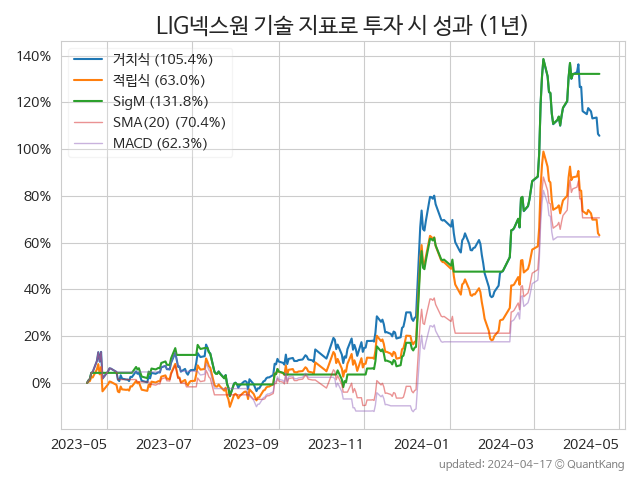 LIG넥스원 기술 지표로 투자 시 성과 (1년)
거치식 (105.4%)
적립식 (63.0%)
SigM (131.8%)
SMA(20) (70.4%)
MACD (62.3%)
140%
120%
100%
80%
60%
40%
20%
0%
2023-05 2023-07 2023-09 2023-11 2024-01 2024-03 2024-05
updated: 2024-04-17 © QuantKang